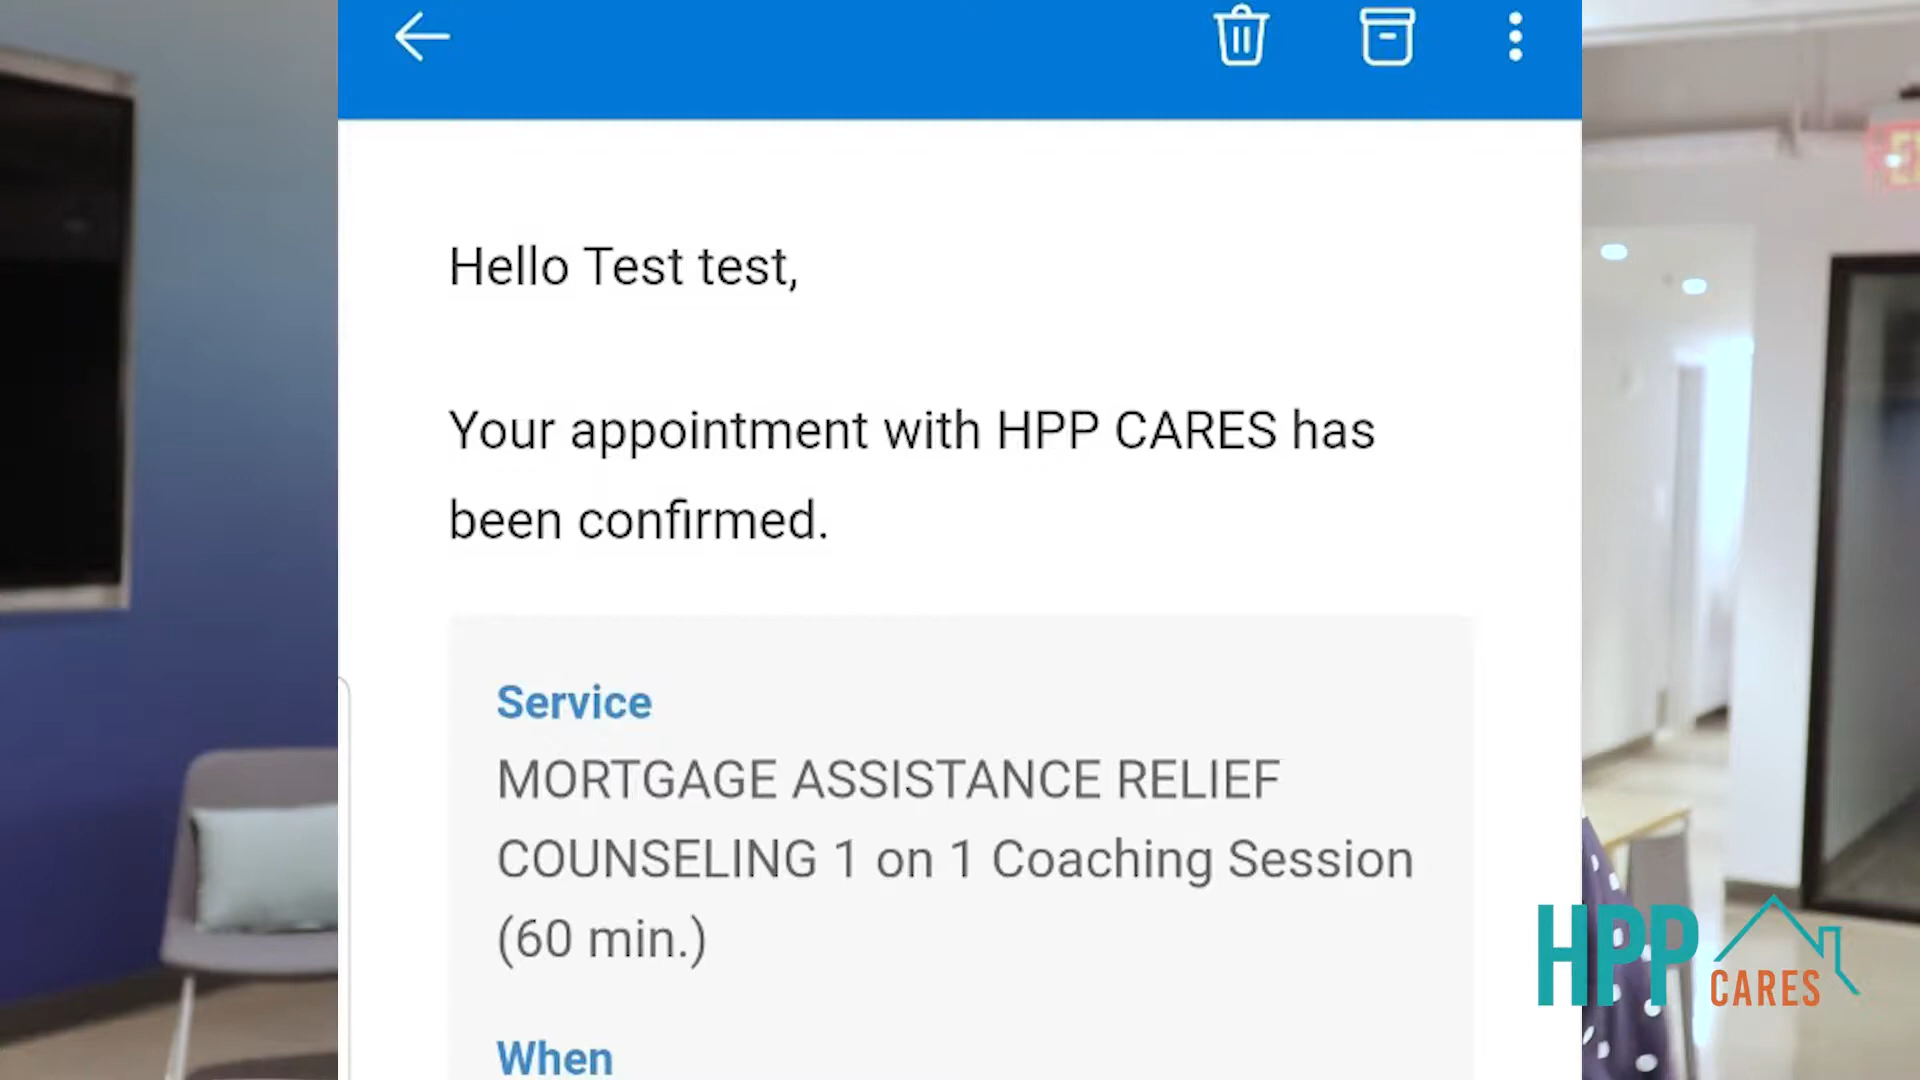 Hello Test test,
Your appointment with HPP CARES has
been confirmed.
Service
MORTGAGE ASSISTANCE RELIEF
COUNSELING 1 on 1 Coaching Session
(60 min.)
When
HPP
CARES